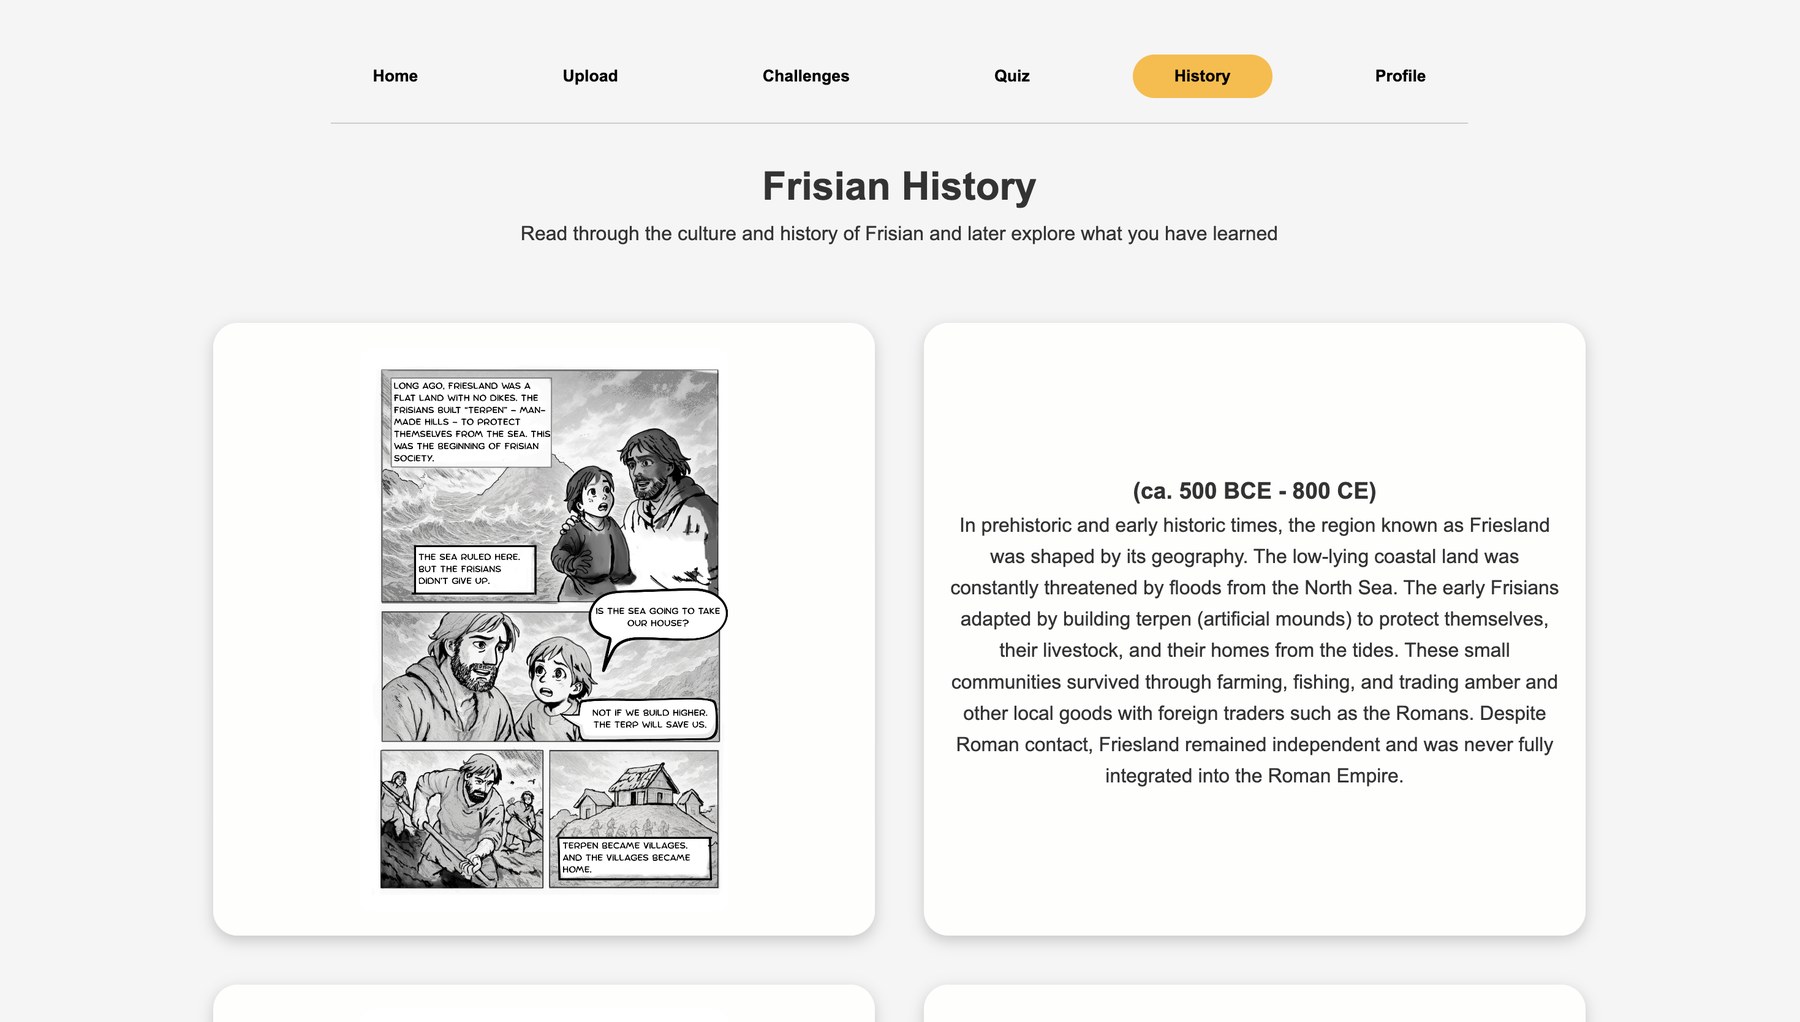 Home
Upload
Challenges
Quiz
History
Profile
Frisian History
Read through the culture and history of Frisian and later explore what you have learned
LONG AGO, FRIESLAND WAS A
FLAT LAND WITH NO DIKES. THE
FRISIANS BUILT "TERPEN" – MAN-
MADE HILLS – TO PROTECT
THEMSELVES FROM THE SEA. THIS
WAS THE BEGINNING OF FRISIAN
SOCIETY.
THE SEA RULED HERE.
BUT THE FRISIANS
DIDN'T GIVE UP.
IS THE SEA GOING TO TAKE
OUR HOUSE?
NOT IF WE BUILD HIGHER.
THE TERP WILL SAVE US.
TERPEN BECAME VILLAGES.
AND THE VILLAGES BECAME
HOME.
(ca. 500 BCE - 800 CE)
In prehistoric and early historic times, the region known as Friesland
was shaped by its geography. The low-lying coastal land was
constantly threatened by floods from the North Sea. The early Frisians
adapted by building terpen (artificial mounds) to protect themselves,
their livestock, and their homes from the tides. These small
communities survived through farming, fishing, and trading amber and
other local goods with foreign traders such as the Romans. Despite
Roman contact, Friesland remained independent and was never fully
integrated into the Roman Empire.